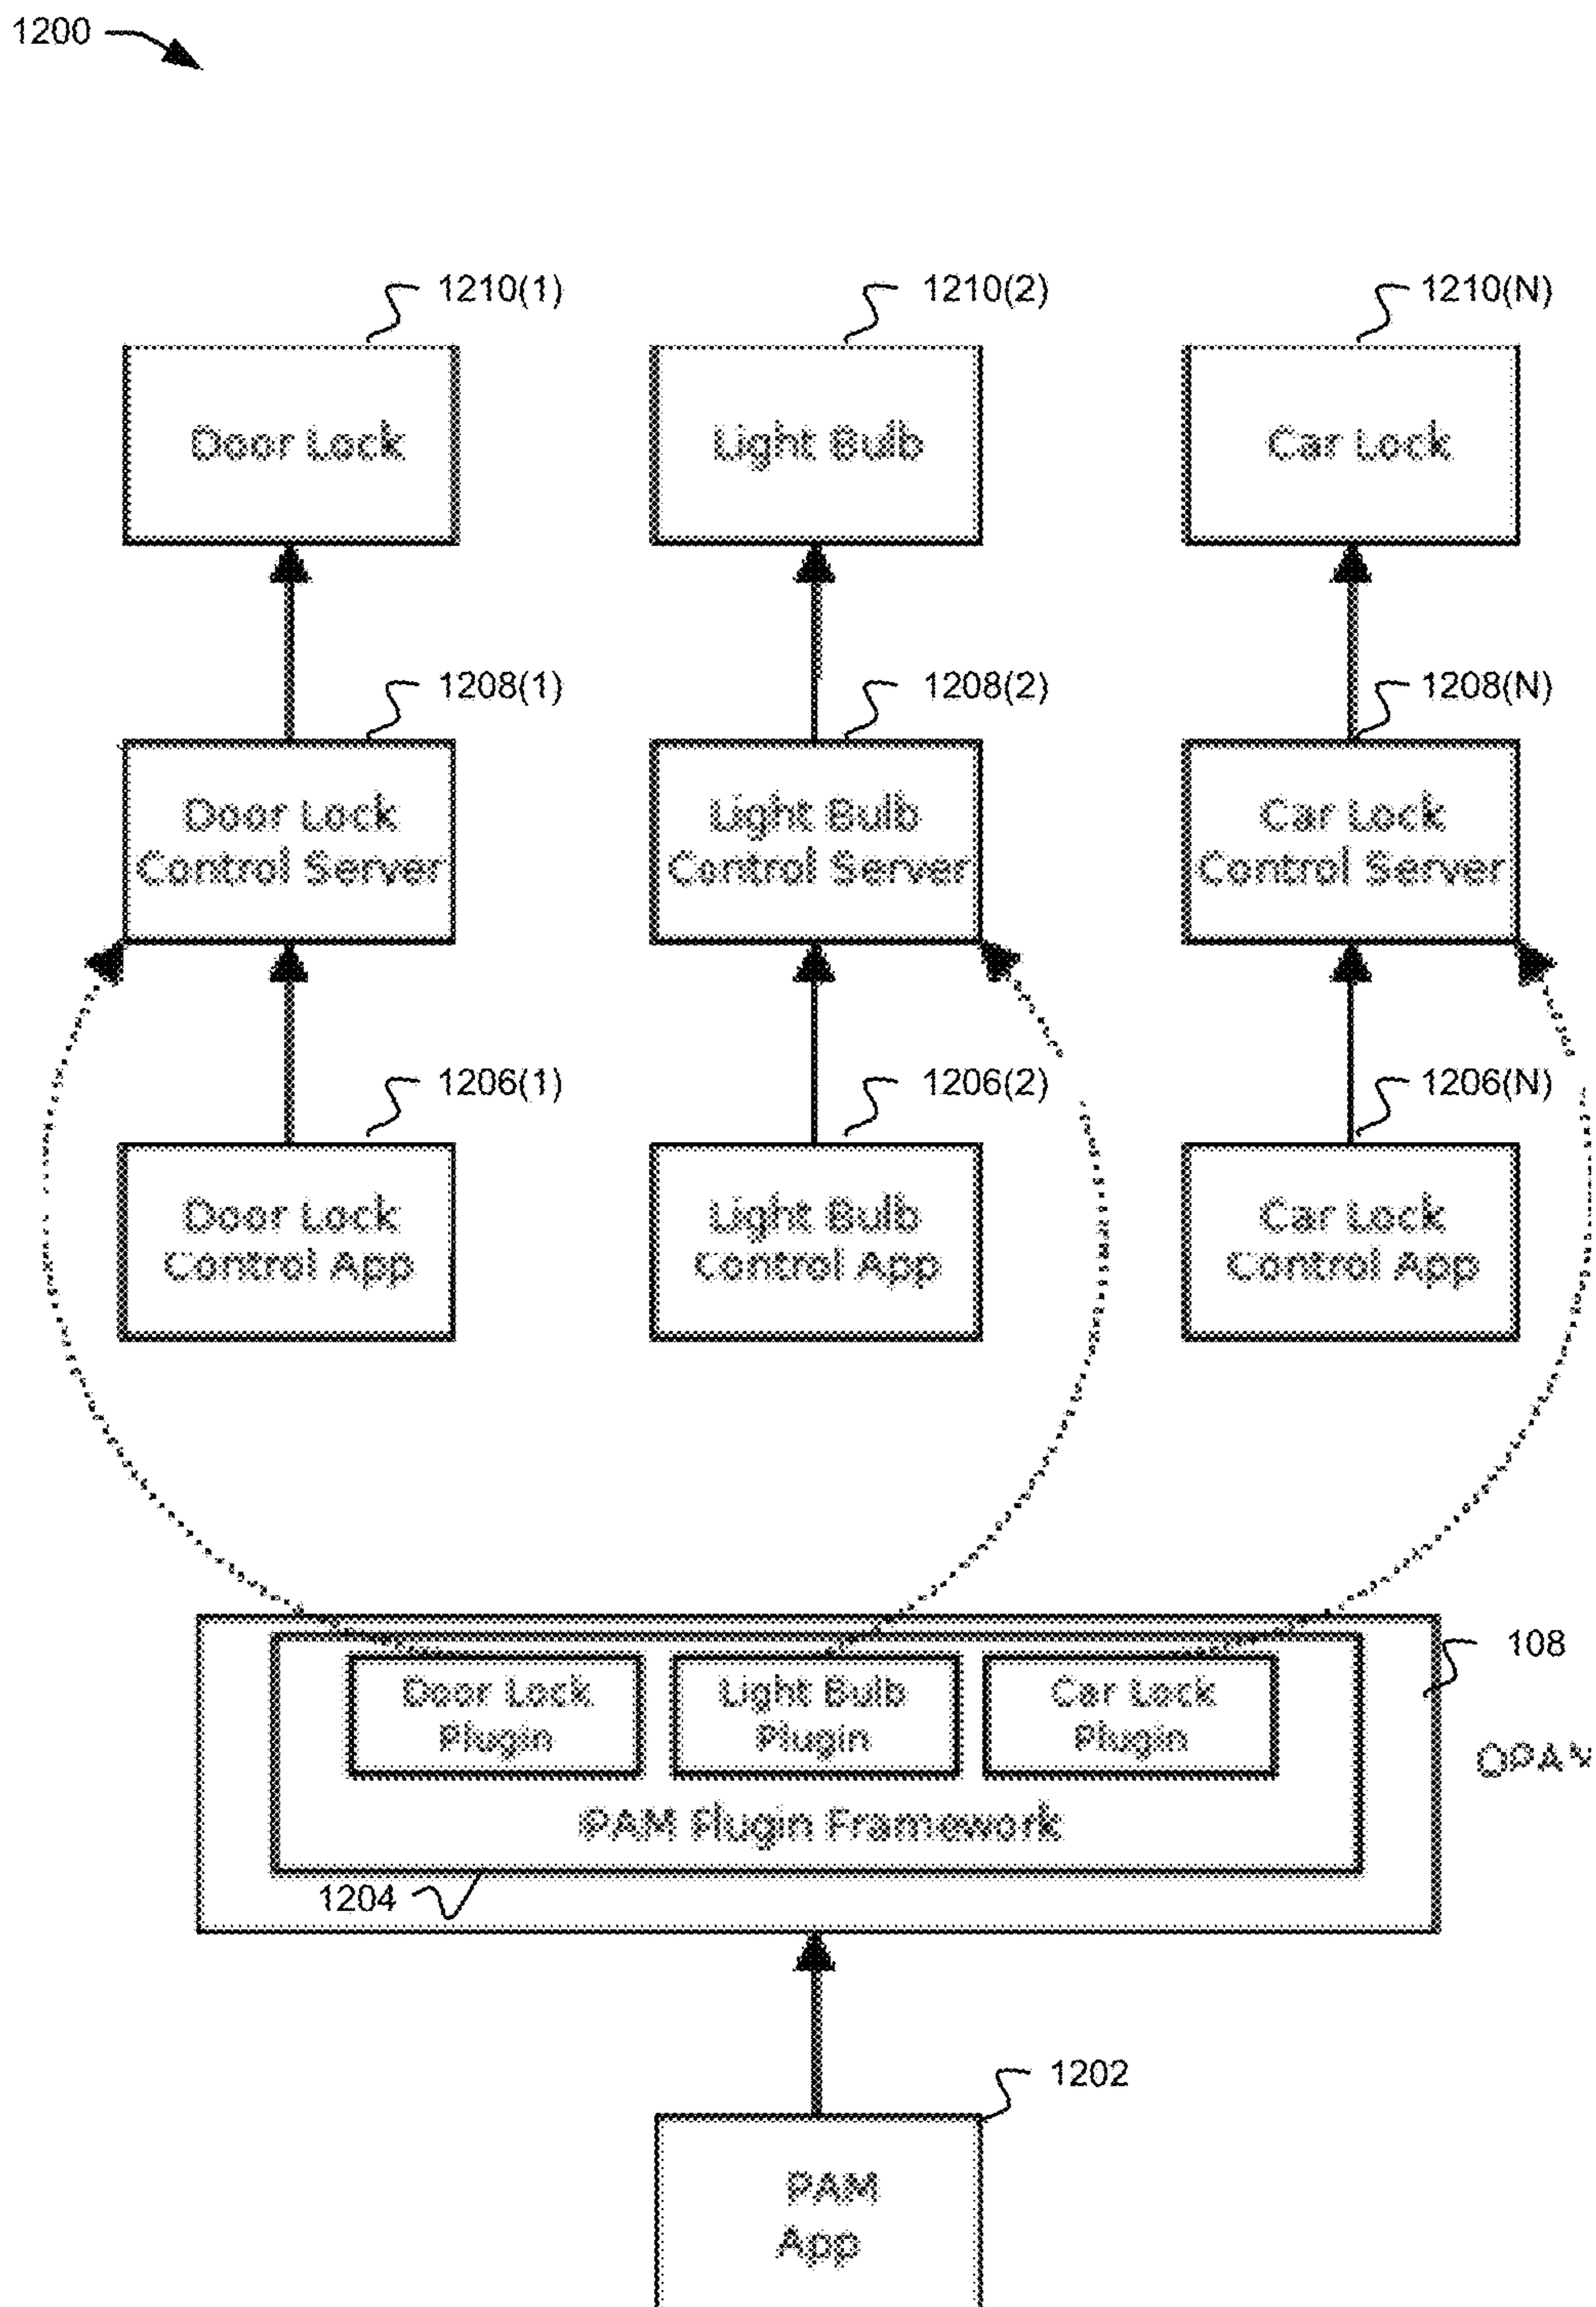 1200
1210(1)
1210(2)
1210(N)
Door Lock
Light Bulb
Car Lock
1208(1)
1208(2)
1208(N)
Door Lock
Control Server
Light Bulb
Control Server
Car Lock
Control Server
1206(1)
1206(2)
1206(N)
Door Lock
Control App
Light Bulb
Control App
Car Lock
Control App
108
Door Lock
Plugin
Light Bulb
Plugin
Car Lock
Plugin
PAM Plugin Framework
1204
1202
PAM
App